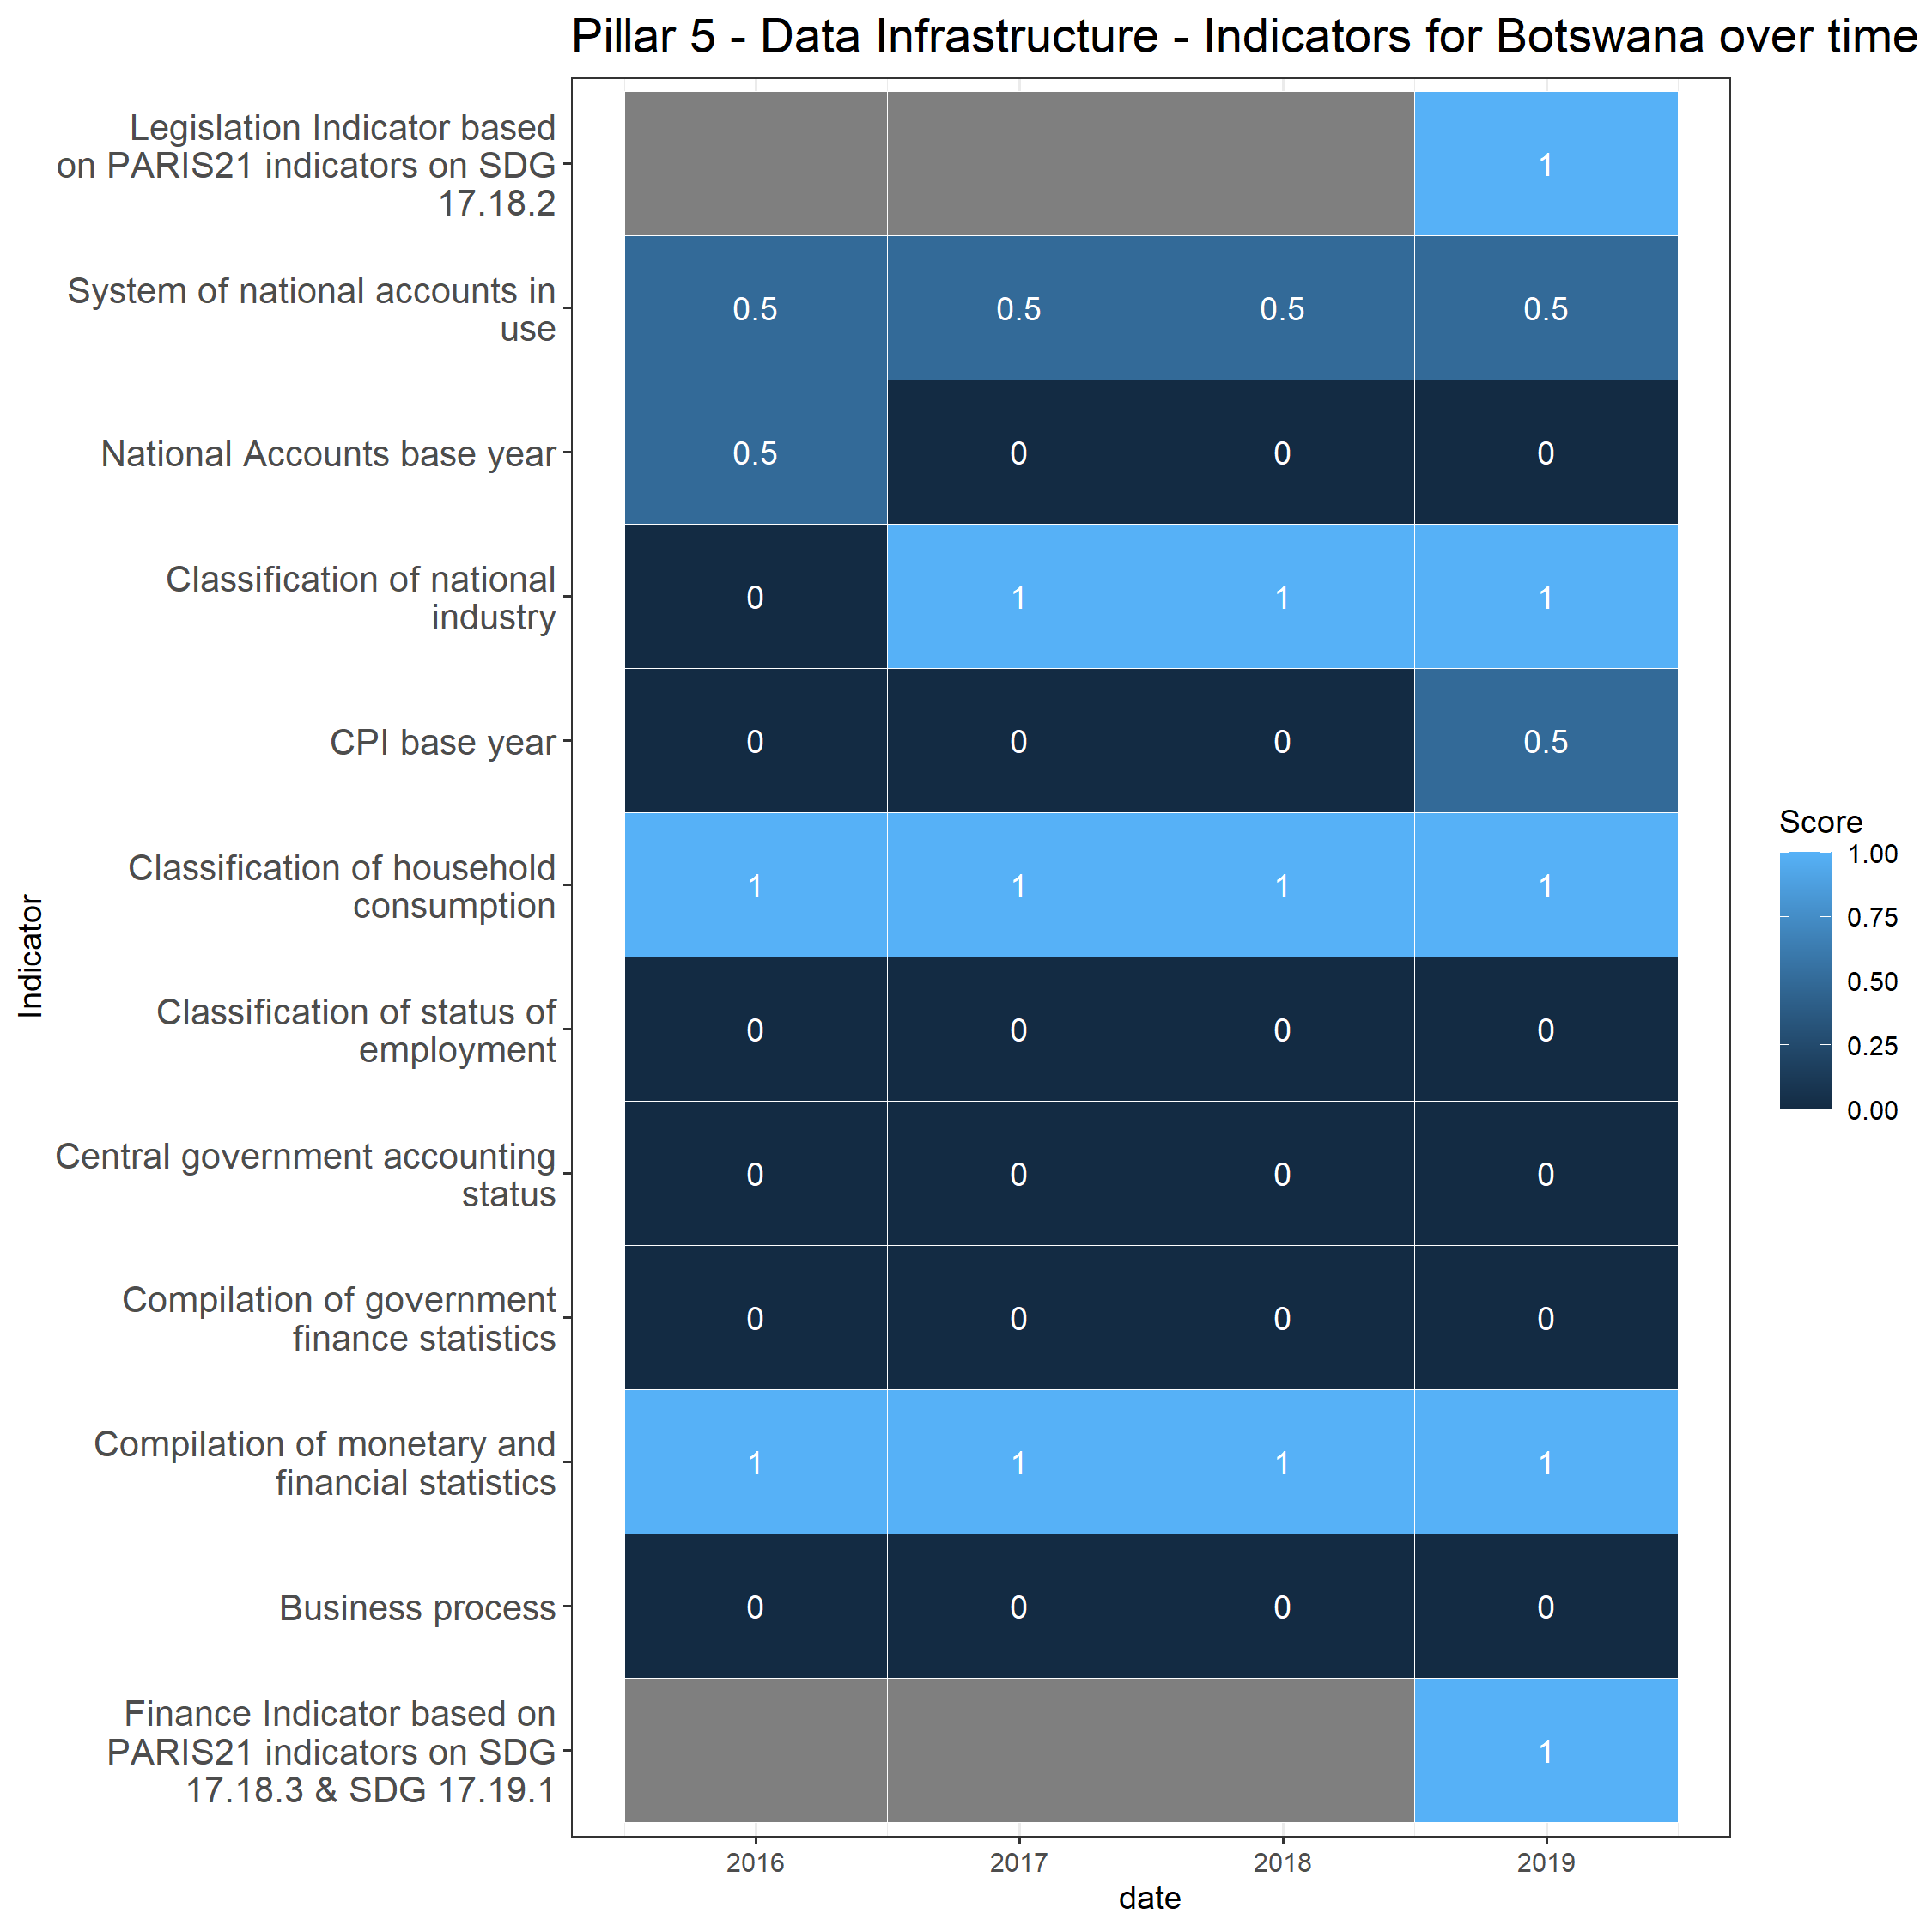 Pillar 5 - Data Infrastructure - Indicators for Botswana over time
Legislation Indicator based
on PARIS21 indicators on SDG
17.18.2
1
System of national accounts in
use
0.5 0.5 0.5 0.5
National Accounts base year
0.5 0 0 0
Classification of national
industry
0 1 1 1
CPI base year
0 0 0 0.5
Classification of household
consumption
1 1 1 1
Classification of status of
employment
0 0 0 0
Central government accounting
status
0 0 0 0
Compilation of government
finance statistics
0 0 0 0
Compilation of monetary and
financial statistics
1 1 1 1
Business process
0 0 0 0
Finance Indicator based on
PARIS21 indicators on SDG
17.18.3 & SDG 17.19.1
1
2016 2017 2018 2019
date
Indicator
Score
1.00
0.75
0.50
0.25
0.00